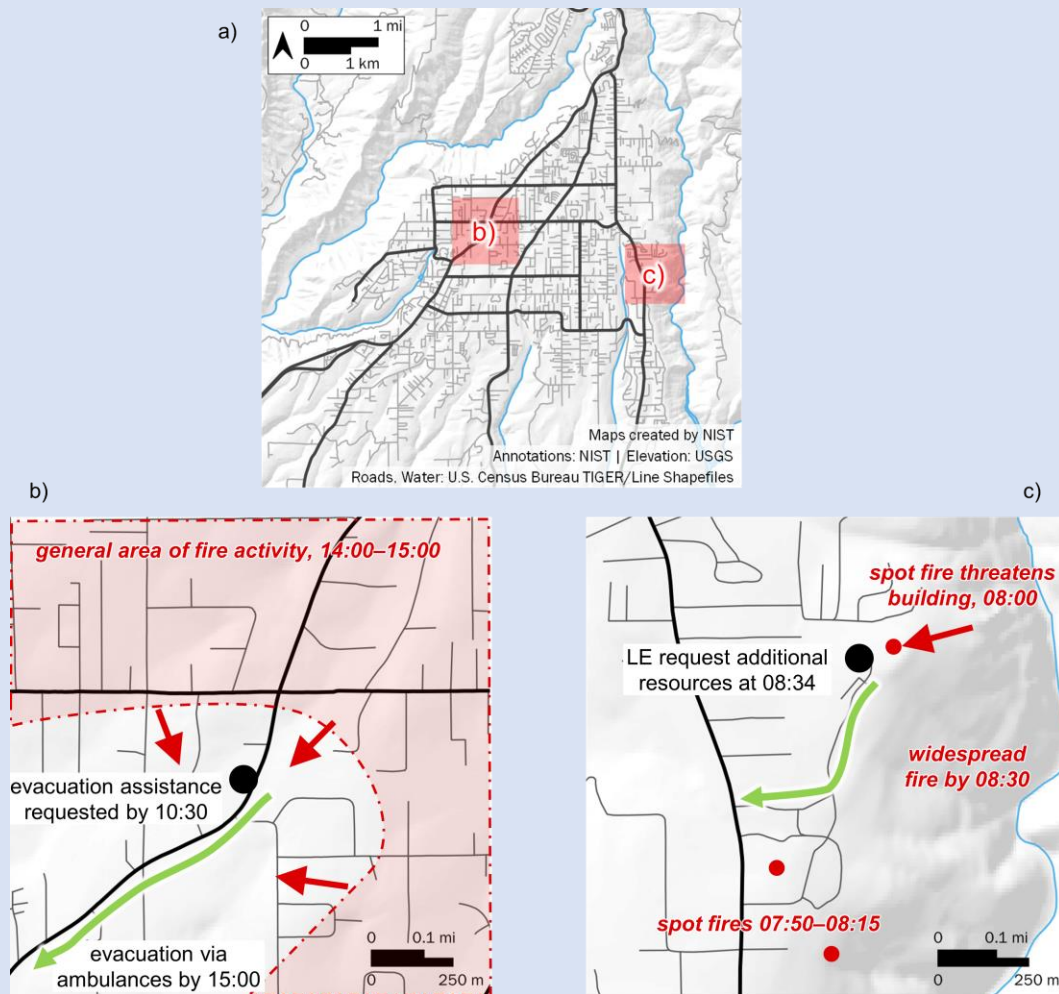 a)
0 1 mi
0 1 km
b)
c)
Maps created by NIST
Annotations: NIST | Elevation: USGS
Roads, Water: U.S. Census Bureau TIGER/Line Shapefiles
b)
general area of fire activity, 14:00–15:00
evacuation assistance
requested by 10:30
evacuation via
ambulances by 15:00
0 0.1 mi
0 250 m
c)
spot fire threatens
building, 08:00
LE request additional
resources at 08:34
widespread
fire by 08:30
spot fires 07:50–08:15
0 0.1 mi
0 250 m